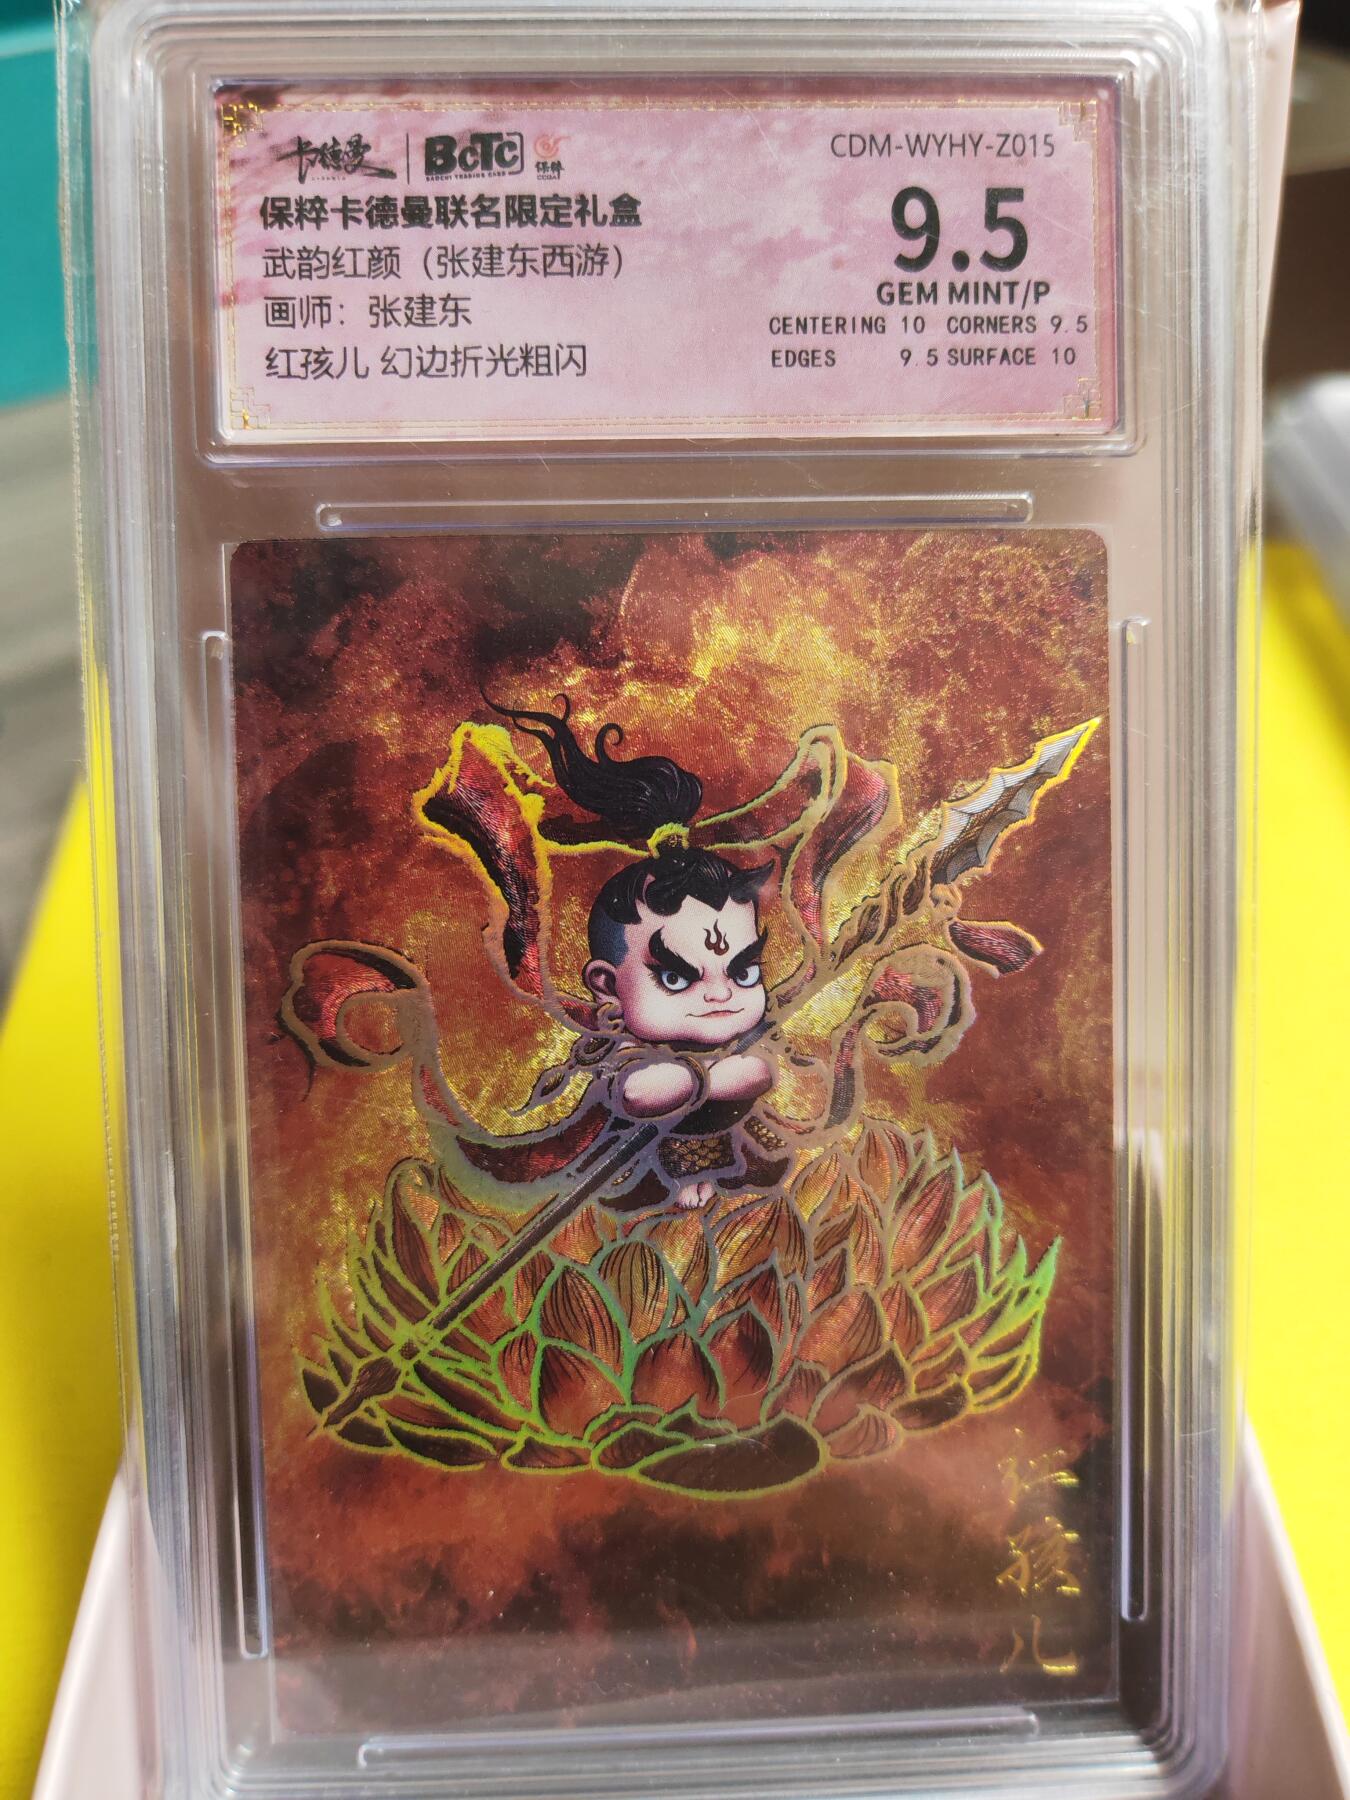 卡德曼 BCTC 保粹
CCGA
CDM-WYHY-Z015
保粹卡德曼联名限定礼盒
武韵红颜（张建东西游）
画师：张建东
红孩儿 幻边折光粗闪
9.5
GEM MINT/P
CENTERING 10 CORNERS 9.5
EDGES 9.5 SURFACE 10
红孩儿